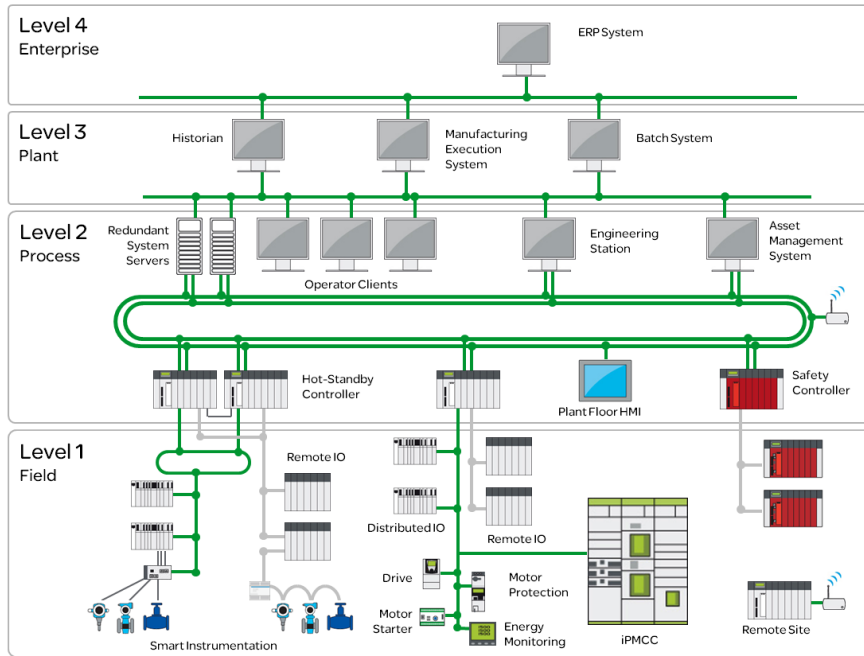 Level 4
Enterprise
ERP System
Level 3
Plant
Historian
Manufacturing
Execution
System
Batch System
Level 2
Process
Redundant
System
Servers
Operator Clients
Engineering
Station
Asset
Management
System
Hot-Standby
Controller
Plant Floor HMI
Safety
Controller
Level 1
Field
Remote IO
Distributed IO
Remote IO
Drive
Motor
Protection
Motor
Starter
Energy
Monitoring
iPMCC
Remote Site
Smart Instrumentation